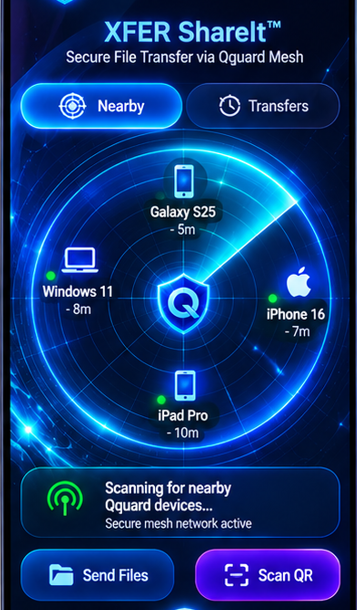 XFER ShareIt™
Secure File Transfer via Qguard Mesh
Nearby
Transfers
Galaxy S25
- 5m
Windows 11
- 8m
Q
iPhone 16
- 7m
iPad Pro
- 10m
Scanning for nearby
Qquard devices...
Secure mesh network active
Send Files
Scan QR